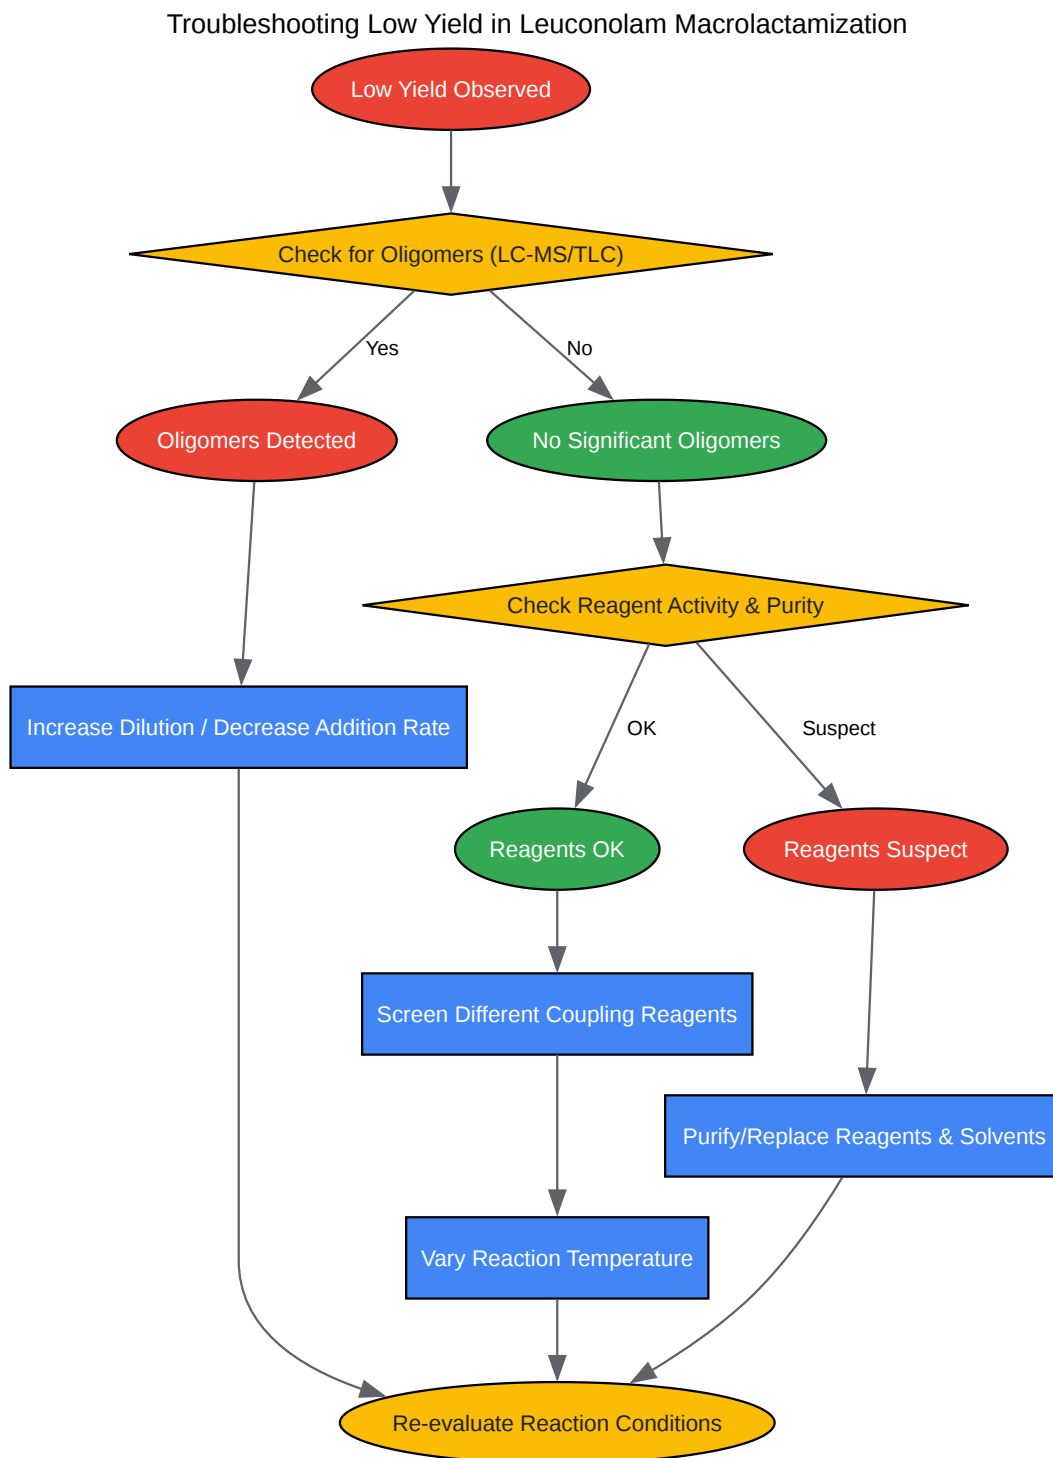 Troubleshooting Low Yield in Leuconolam Macrolactamization
Low Yield Observed
Check for Oligomers (LC-MS/TLC)
Yes
No
Oligomers Detected
No Significant Oligomers
Check Reagent Activity & Purity
Increase Dilution / Decrease Addition Rate
OK
Suspect
Reagents OK
Reagents Suspect
Screen Different Coupling Reagents
Purify/Replace Reagents & Solvents
Vary Reaction Temperature
Re-evaluate Reaction Conditions